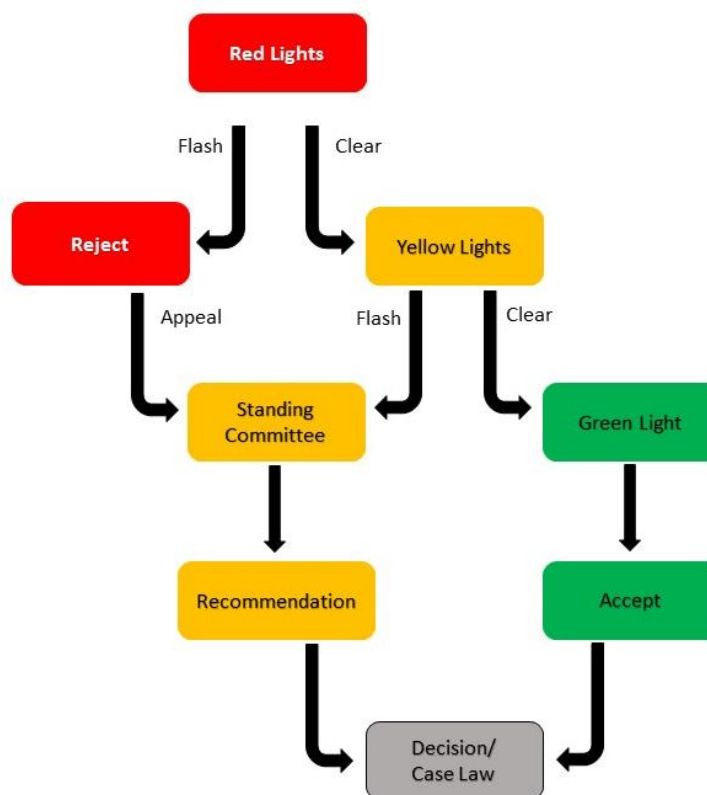 Red Lights
Flash
Clear
Reject
Yellow Lights
Appeal
Flash
Clear
Standing
Committee
Green Light
Recommendation
Accept
Decision/
Case Law